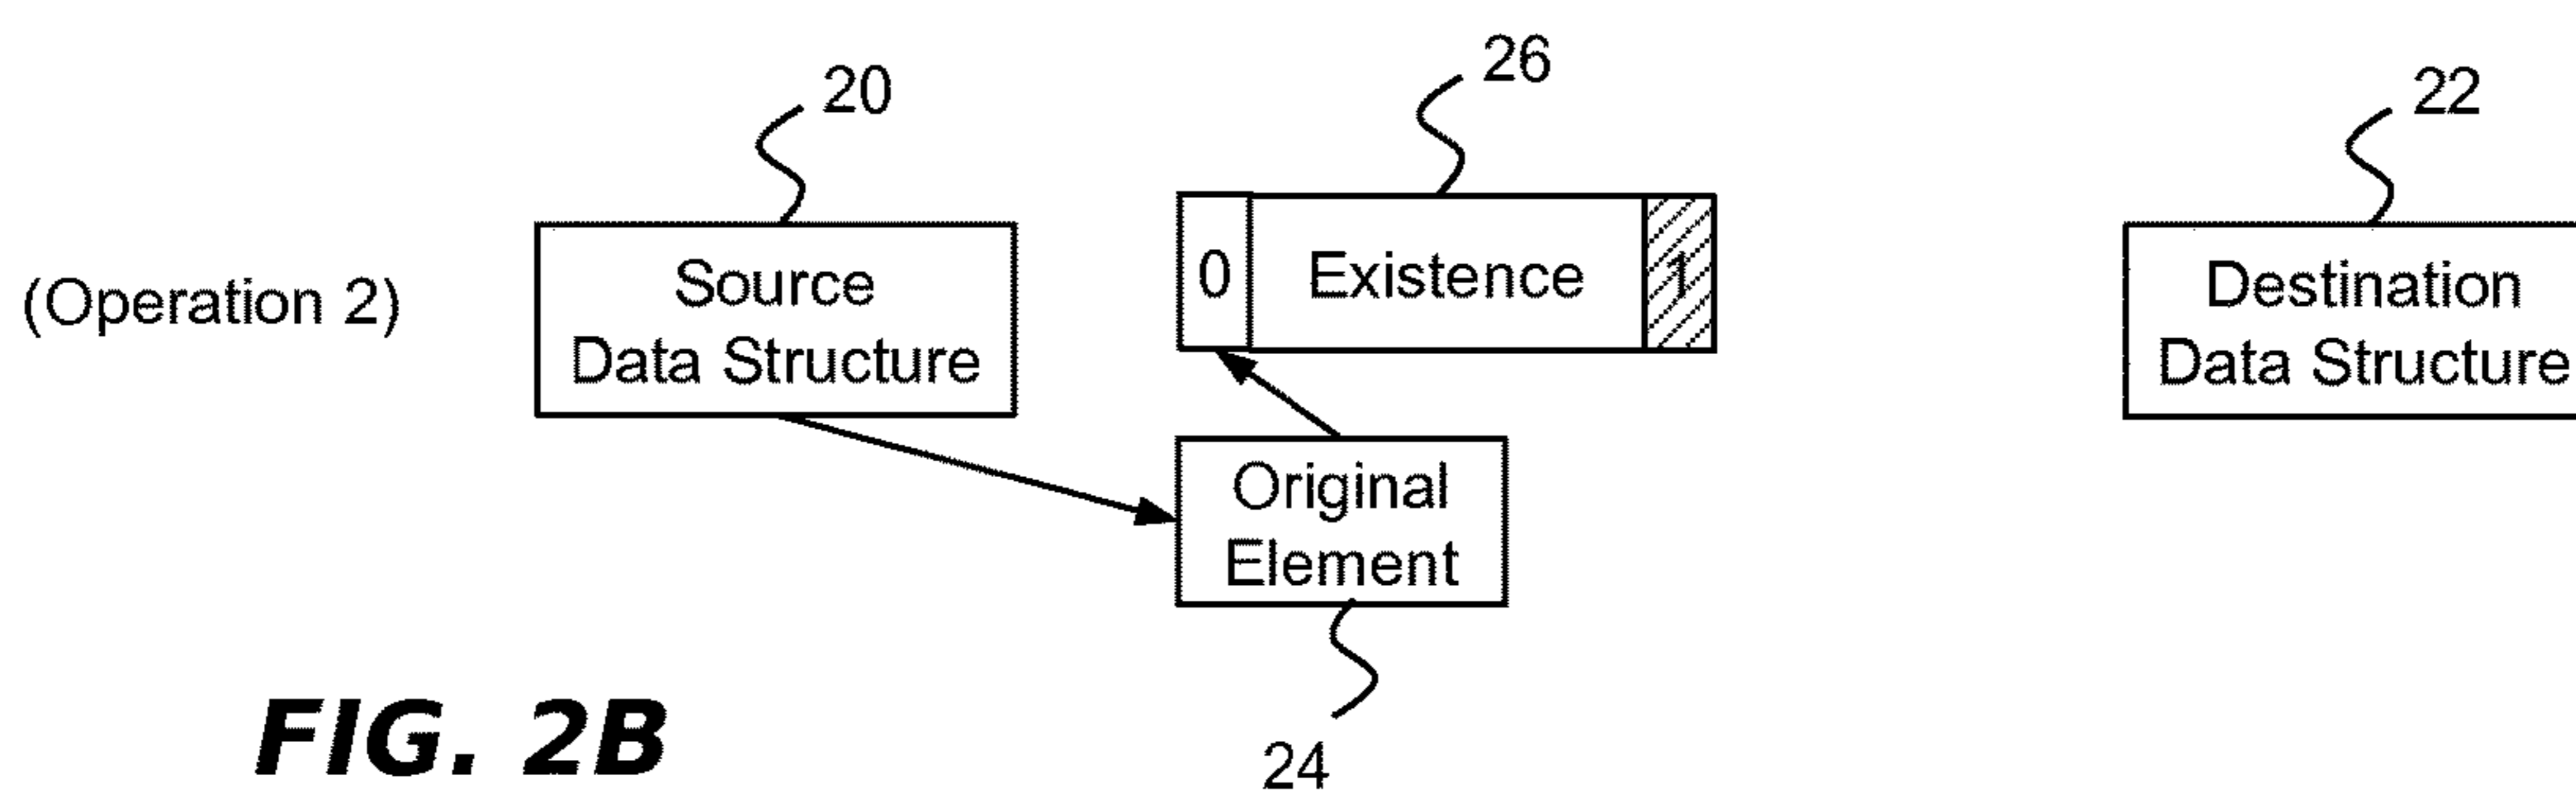 26
20
22
(Operation 2)
Source
Data Structure
0
Existence
1
Destination
Data Structure
Original
Element
FIG. 2B
24